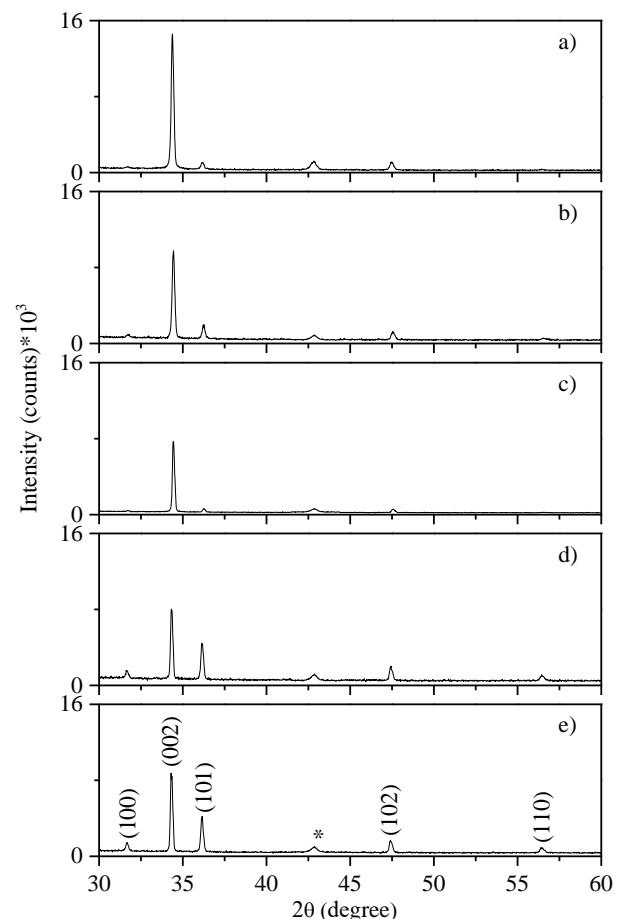 16
a)
0
16
b)
0
16
c)
0
16
d)
0
16
e)
(100)
(002)
(101)
*
(102)
(110)
0
30 35 40 45 50 55 60
2θ (degree)
Intensity (counts)*10³